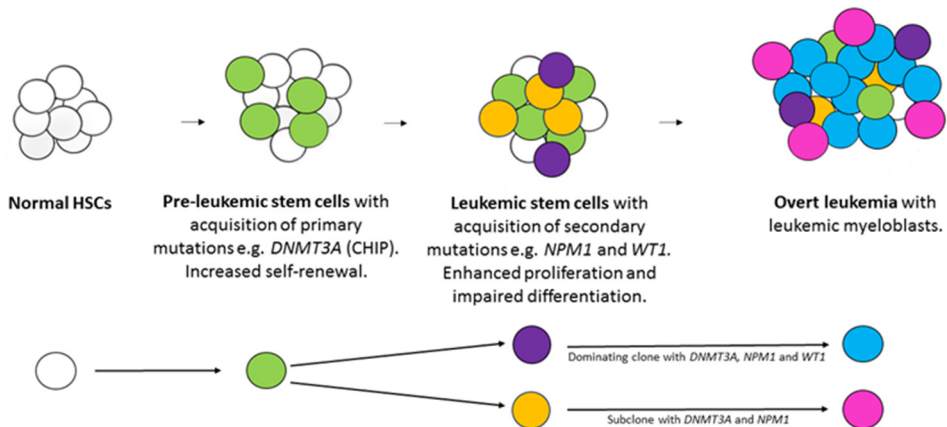 Normal HSCs
Pre-leukemic stem cells with
acquisition of primary
mutations e.g. DNMT3A (CHIP).
Increased self-renewal.
Leukemic stem cells with
acquisition of secondary
mutations e.g. NPM1 and WT1.
Enhanced proliferation and
impaired differentiation.
Overt leukemia with
leukemic myeloblasts.
Dominating clone with DNMT3A, NPM1 and WT1
Subclone with DNMT3A and NPM1